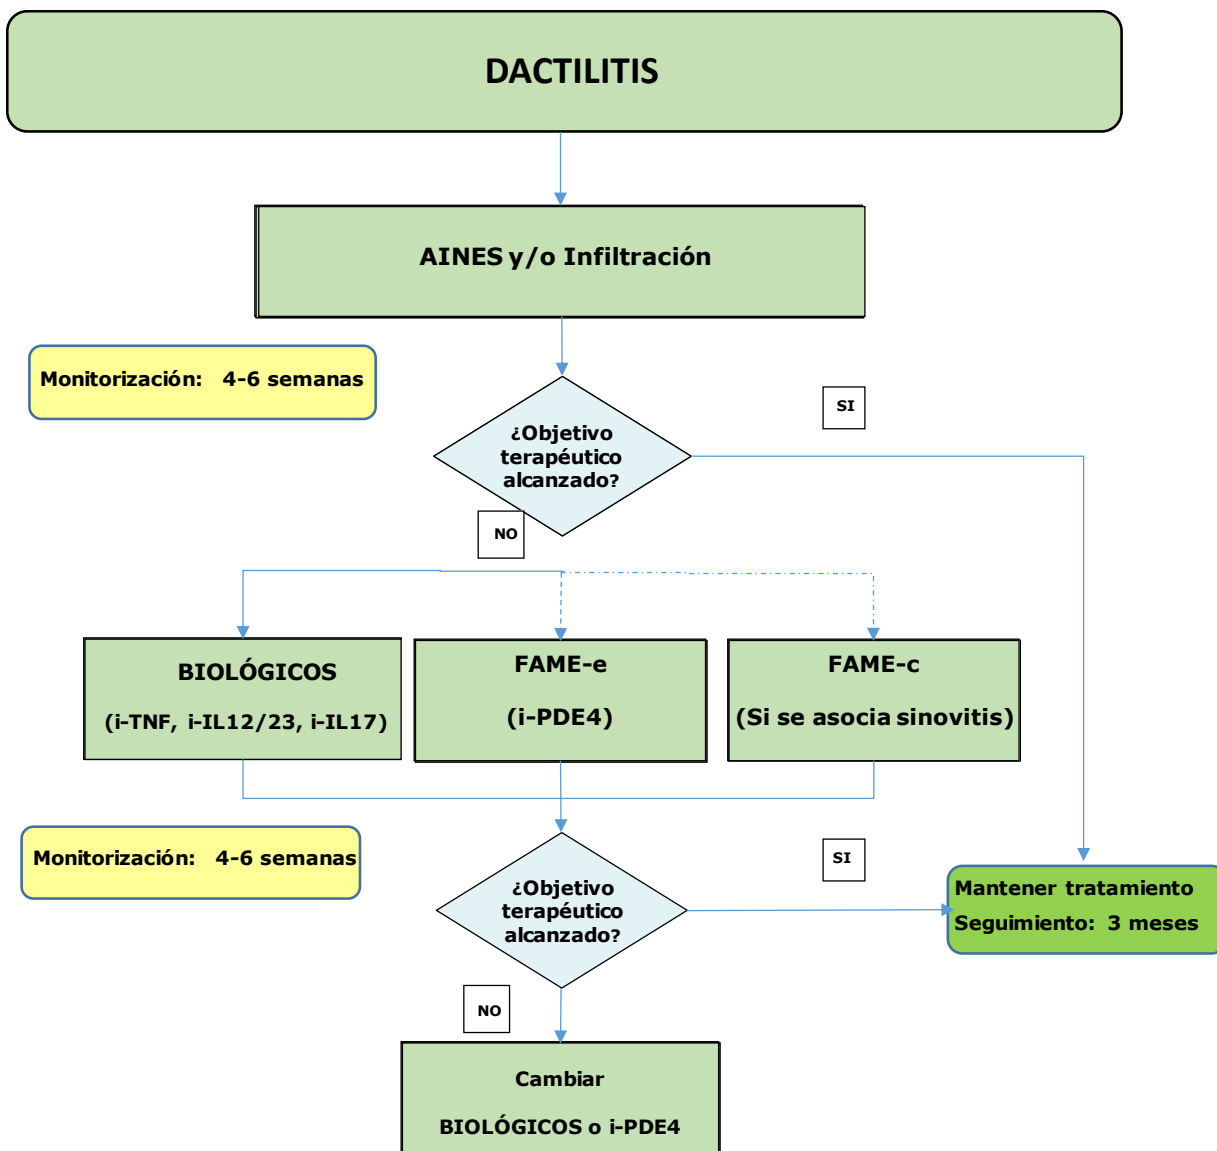 DACTILITIS
AINES y/o Infiltración
Monitorización: 4-6 semanas
SI
¿Objetivo
terapéutico
alcanzado?
NO
BIOLÓGICOS
(i-TNF, i-IL12/23, i-IL17)
FAME-e
(i-PDE4)
FAME-c
(Si se asocia sinovitis)
Monitorización: 4-6 semanas
SI
¿Objetivo
terapéutico
alcanzado?
Mantener tratamiento
Seguimiento: 3 meses
NO
Cambiar
BIOLÓGICOS o i-PDE4